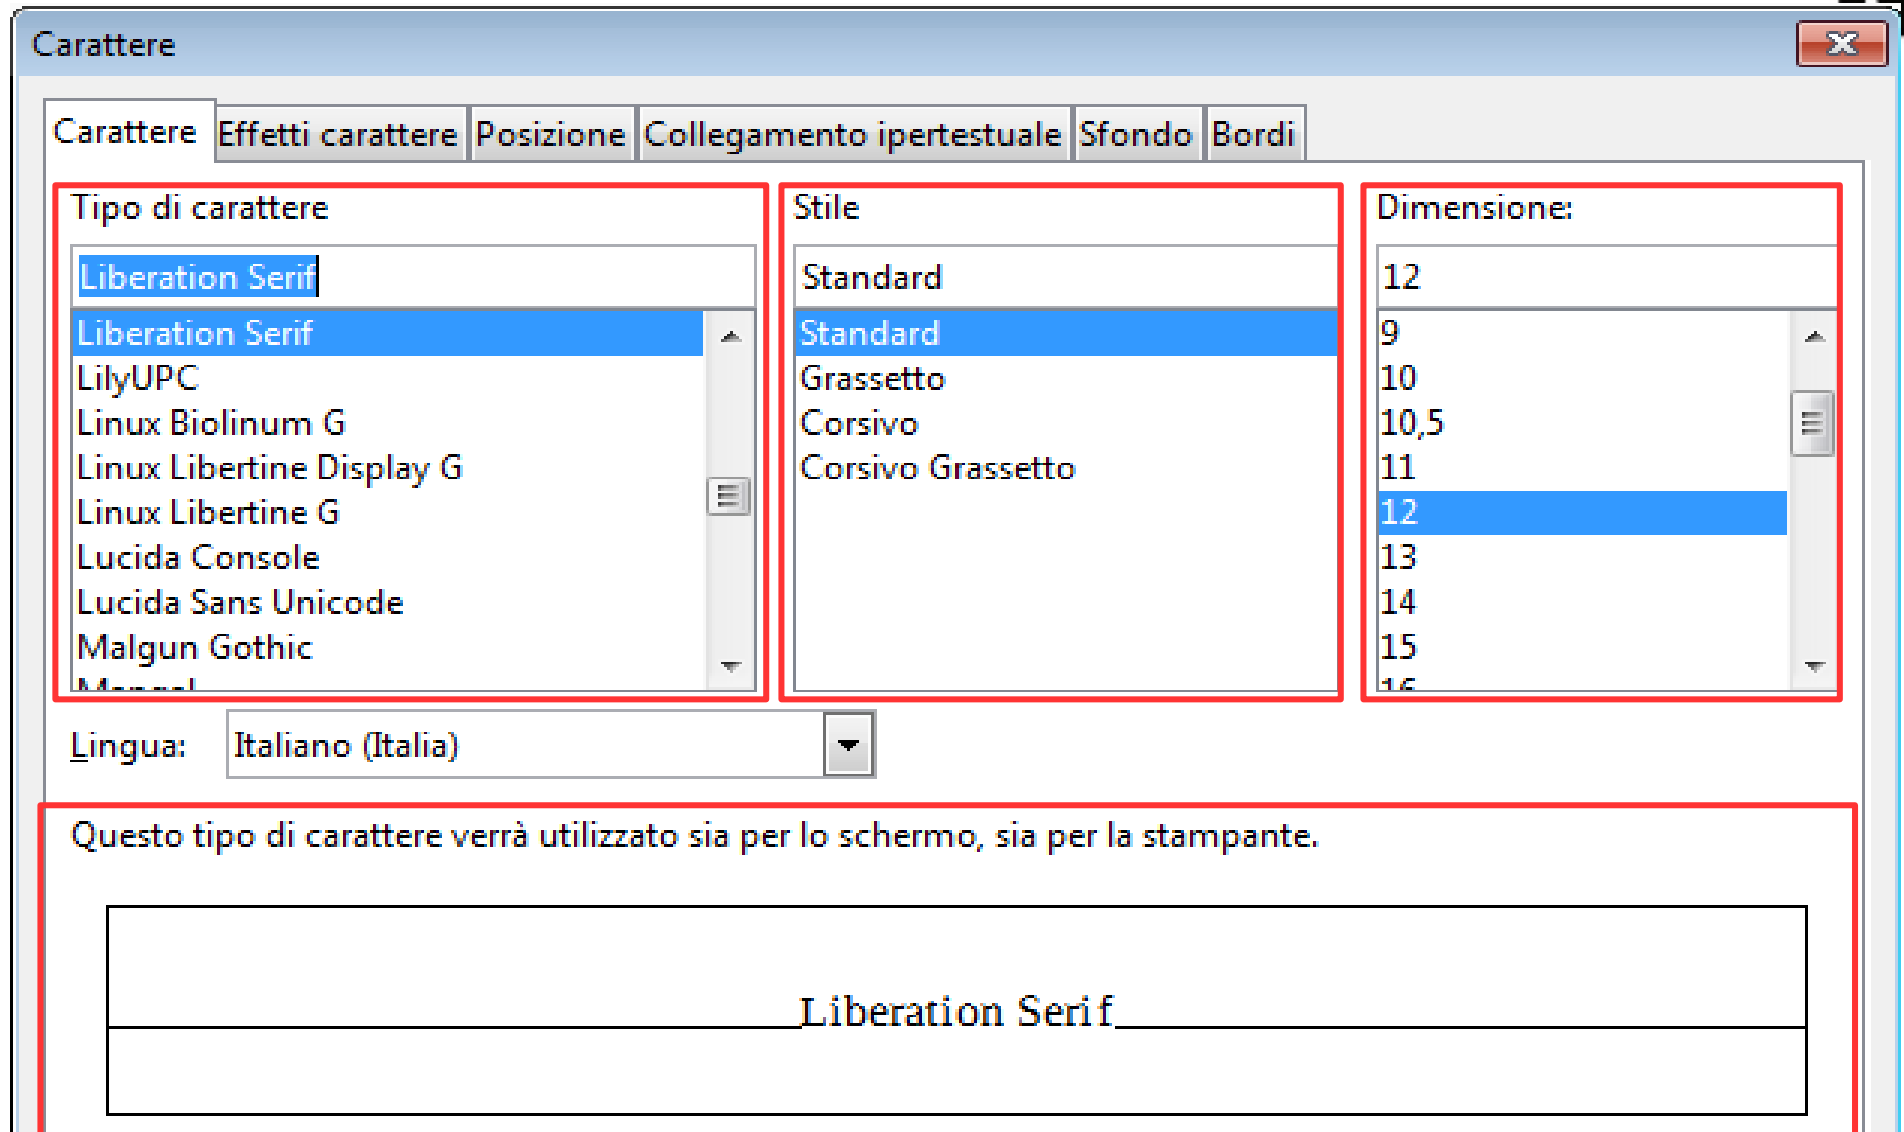 Carattere
Carattere Effetti carattere Posizione Collegamento ipertestuale Sfondo Bordi
Tipo di carattere
Liberation Serif
Liberation Serif
LilyUPC
Linux Biolinum G
Linux Libertine Display G
Linux Libertine G
Lucida Console
Lucida Sans Unicode
Malgun Gothic
Stile
Standard
Standard
Grassetto
Corsivo
Corsivo Grassetto
Dimensione:
12
9
10
10,5
11
12
13
14
15
16
Lingua: Italiano (Italia)
Questo tipo di carattere verrà utilizzato sia per lo schermo, sia per la stampante.
Liberation Serif